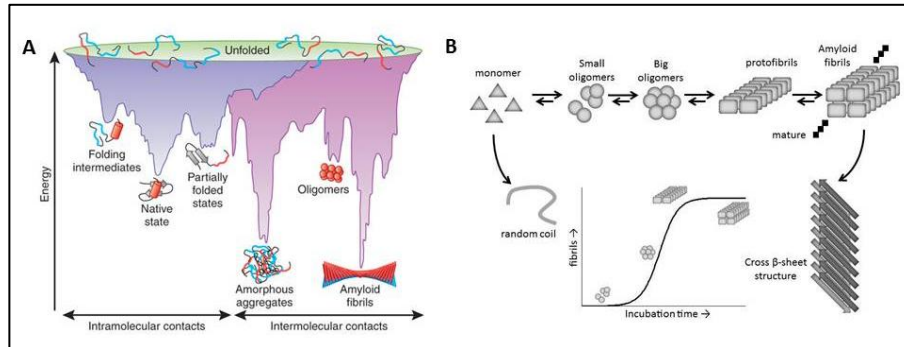 A
Unfolded
Energy
Folding
intermediates
Native
state
Partially
folded
states
Oligomers
Amorphous
aggregates
Amyloid
fibrils
Intramolecular contacts
Intermolecular contacts
B
monomer
Small
oligomers
Big
oligomers
protofibrils
Amyloid
fibrils
mature
random coil
fibrils →
Incubation time →
Cross β-sheet
structure